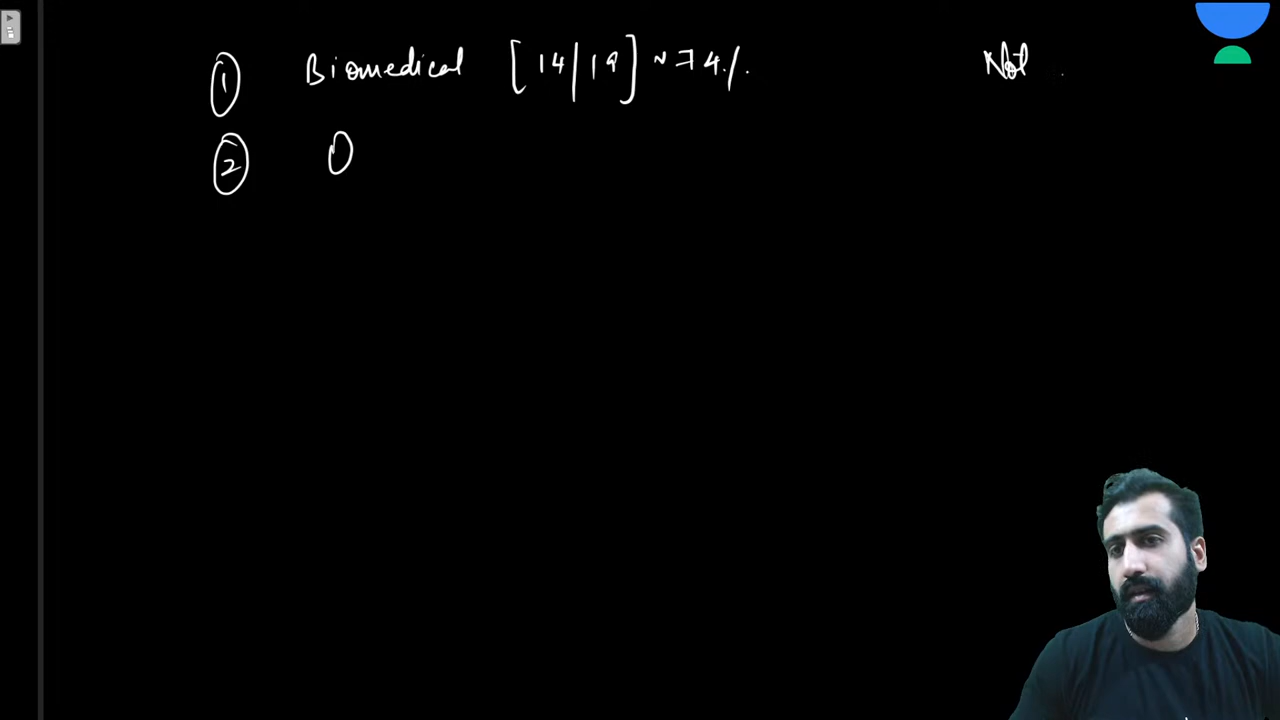 ① Biomedical [14/19] ~74% Not
② O